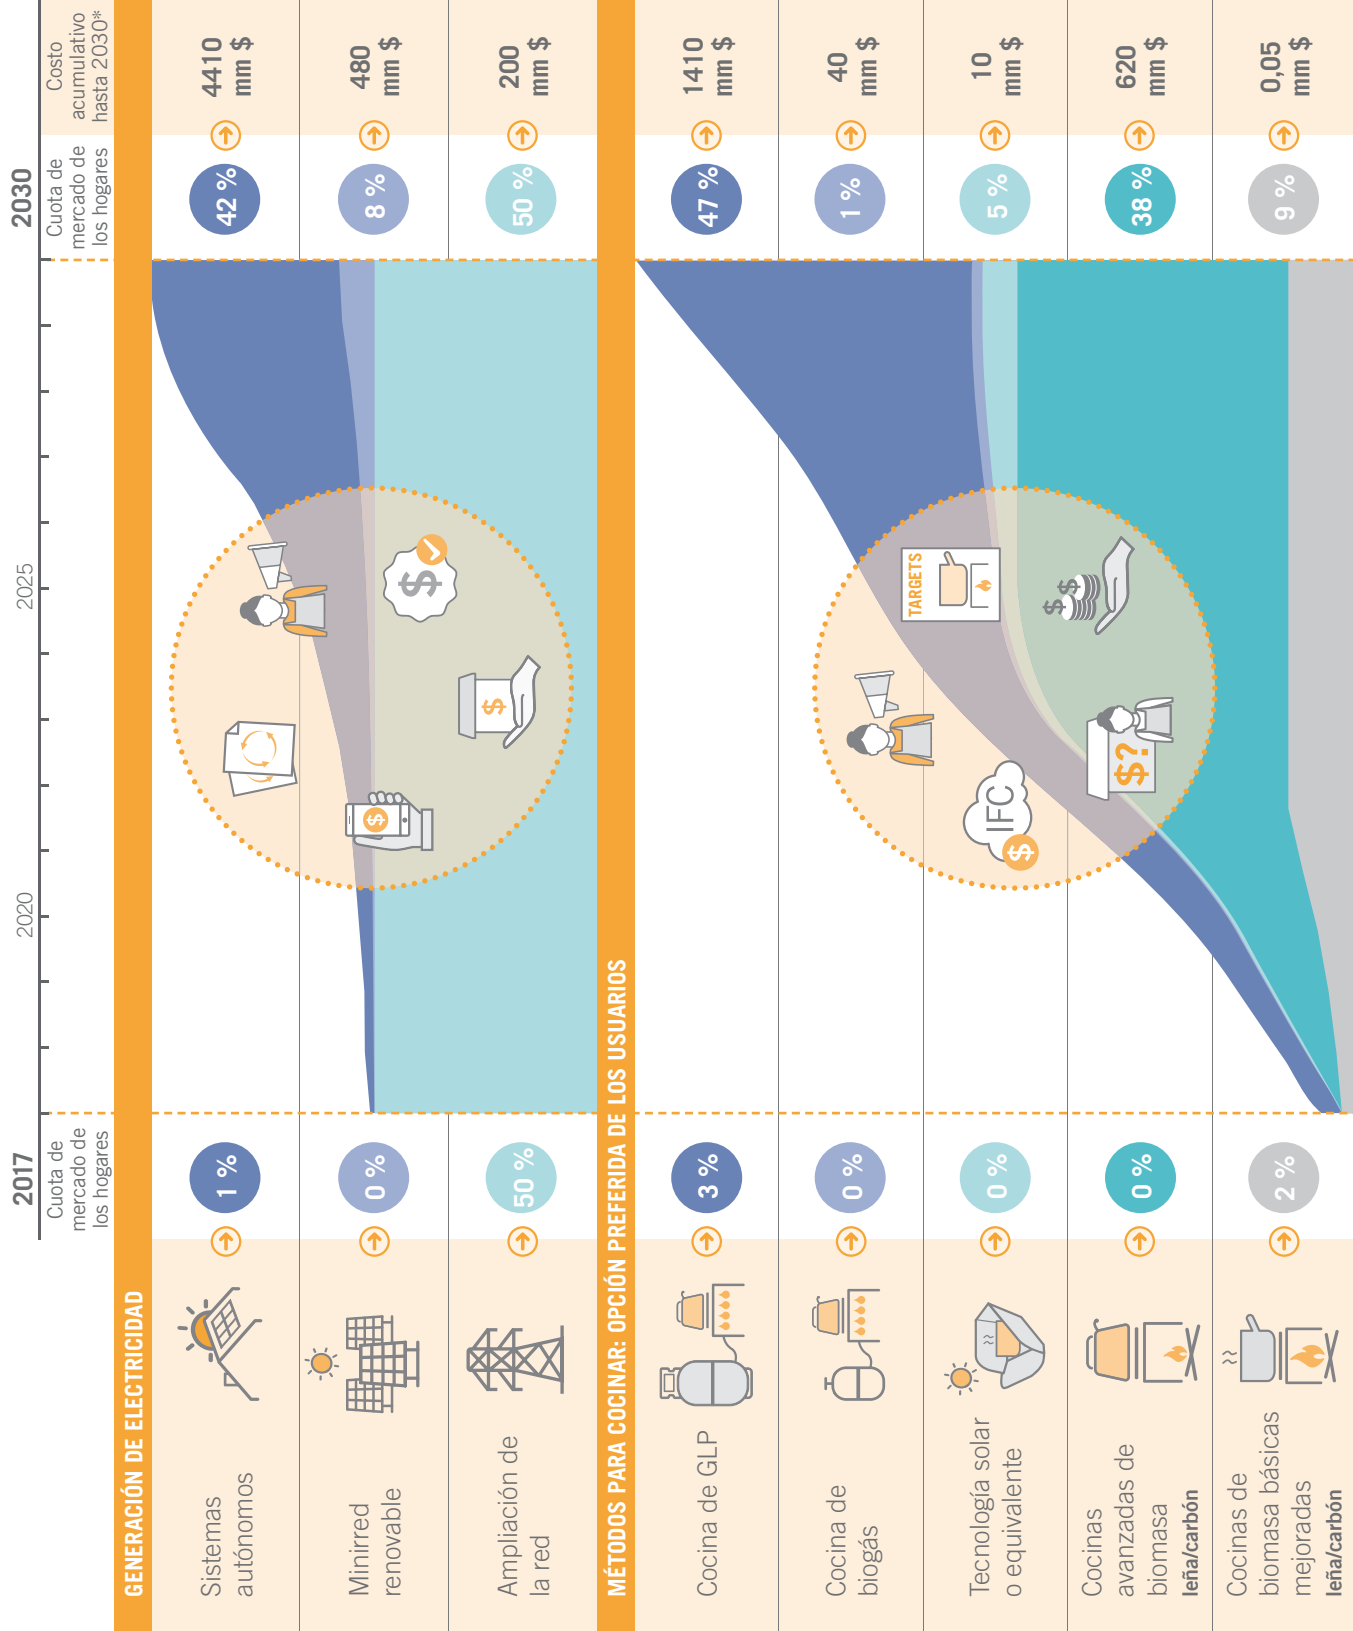 2017
2020
2025
2030
Cuota de
mercado de
los hogares
Cuota de
mercado de
los hogares
Costo
acumulativo
hasta 2030*
GENERACIÓN DE ELECTRICIDAD
Sistemas
autónomos
1 %
42 %
4410
mm $
Minirred
renovable
0 %
8 %
480
mm $
Ampliación de
la red
50 %
50 %
200
mm $
$
$
$
MÉTODOS PARA COCINAR: OPCIÓN PREFERIDA DE LOS USUARIOS
Cocina de GLP
3 %
47 %
1410
mm $
Cocina de
biogás
0 %
1 %
40
mm $
Tecnología solar
o equivalente
0 %
5 %
10
mm $
Cocinas
avanzadas de
biomasa
leña/carbón
0 %
38 %
620
mm $
Cocinas de
biomasa básicas
mejoradas
leña/carbón
2 %
9 %
0,05
mm $
TARGETS
IFC
$
$?
$ $